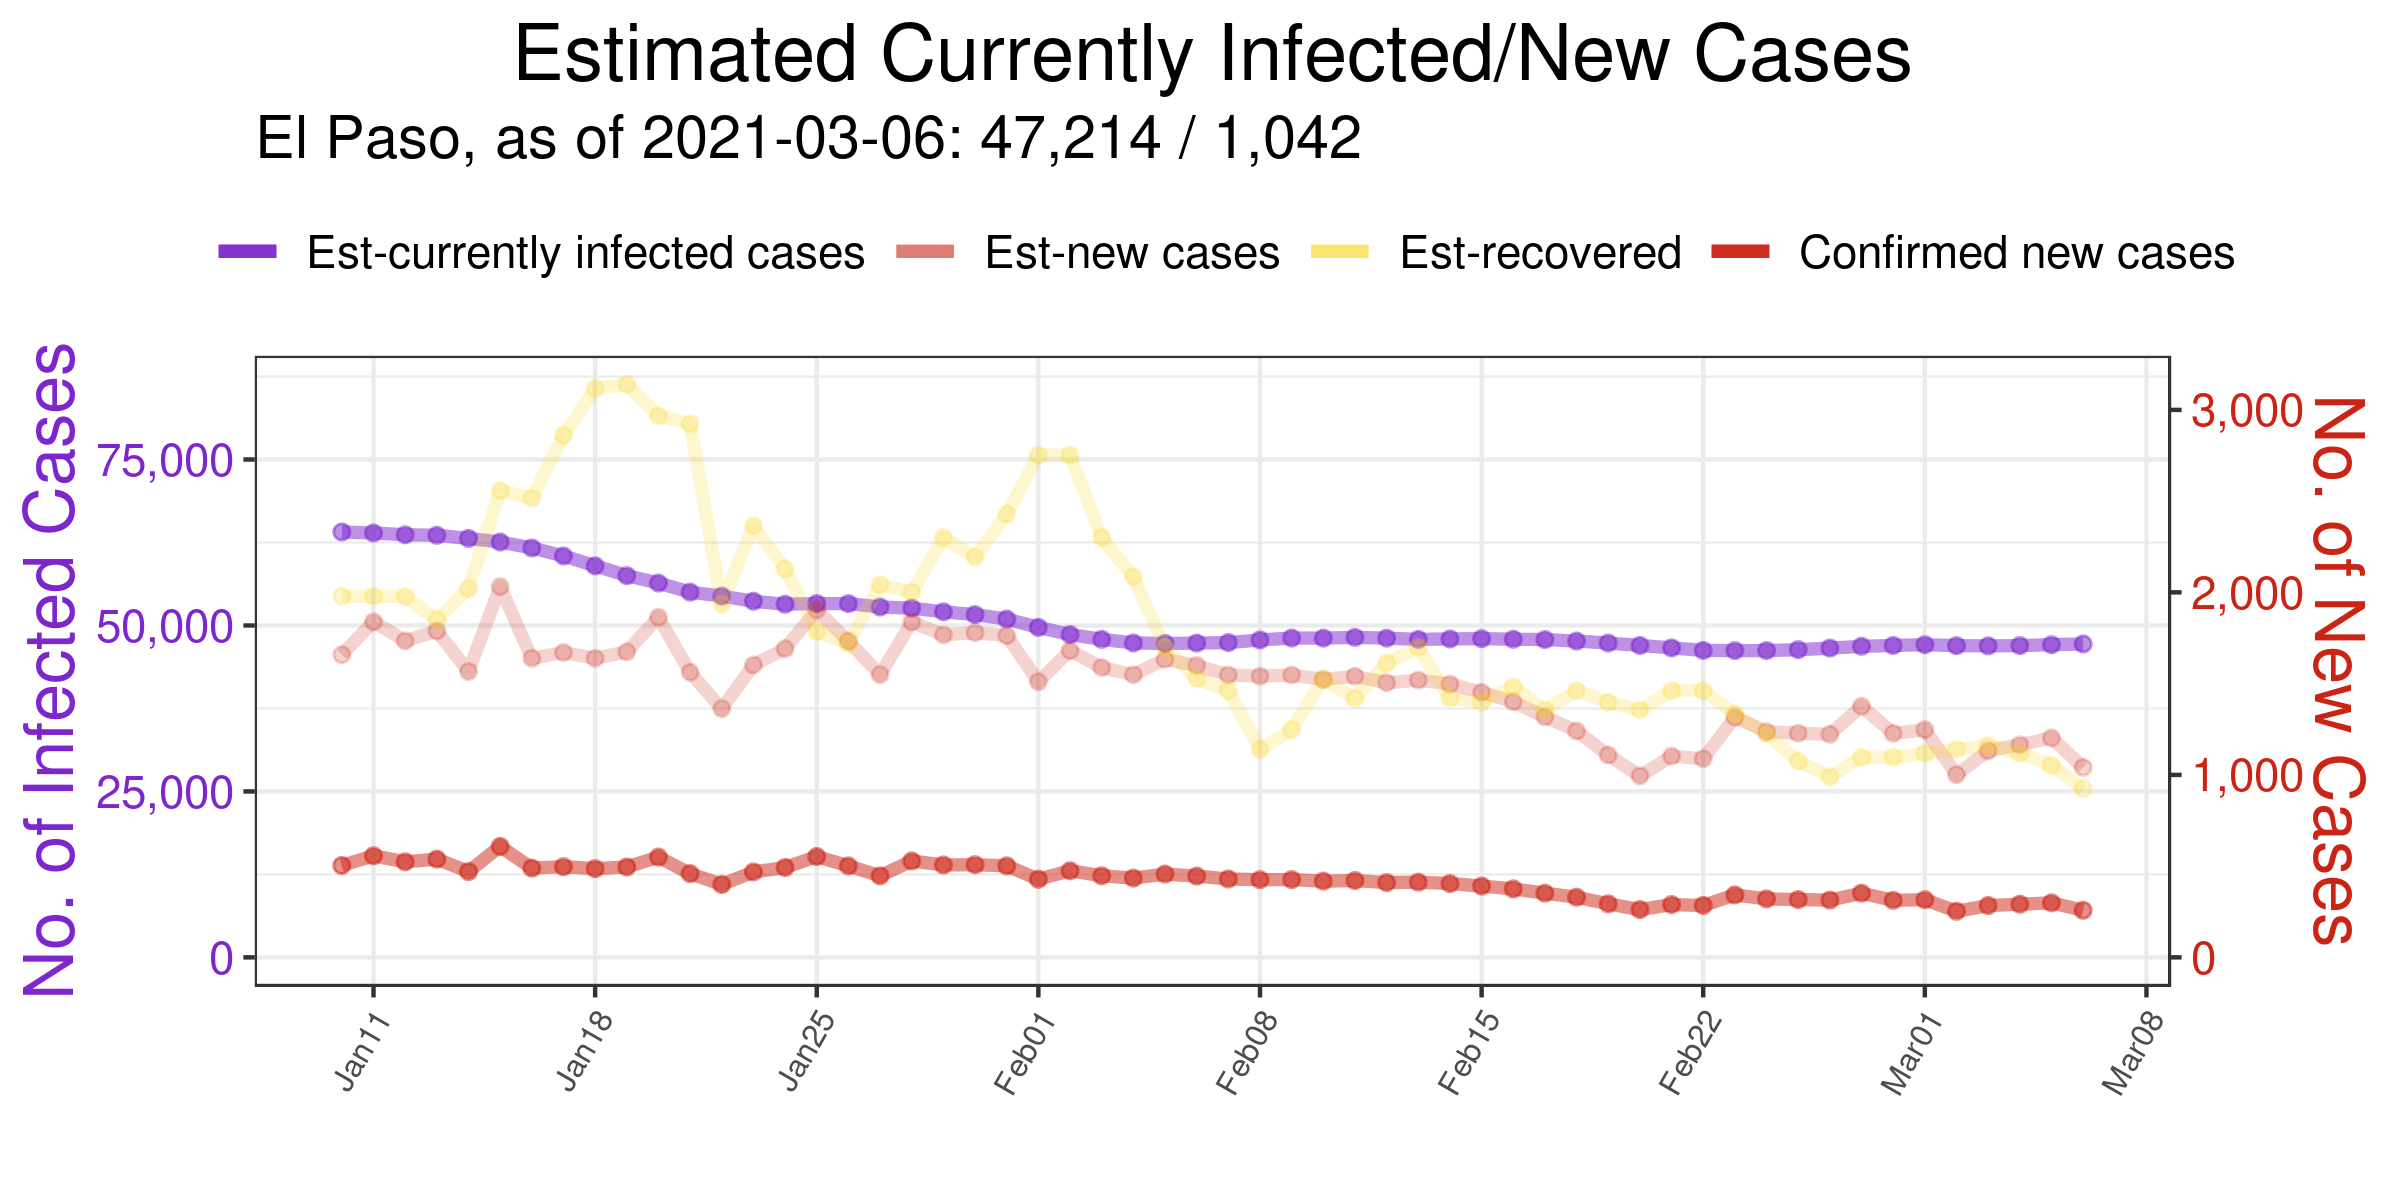 Estimated Currently Infected/New Cases
El Paso, as of 2021-03-06: 47,214 / 1,042
Est-currently infected cases Est-new cases Est-recovered Confirmed new cases
No. of Infected Cases
75,000
50,000
25,000
0
3,000
2,000
1,000
0
No. of New Cases
Jan11 Jan18 Jan25 Feb01 Feb08 Feb15 Feb22 Mar01 Mar08